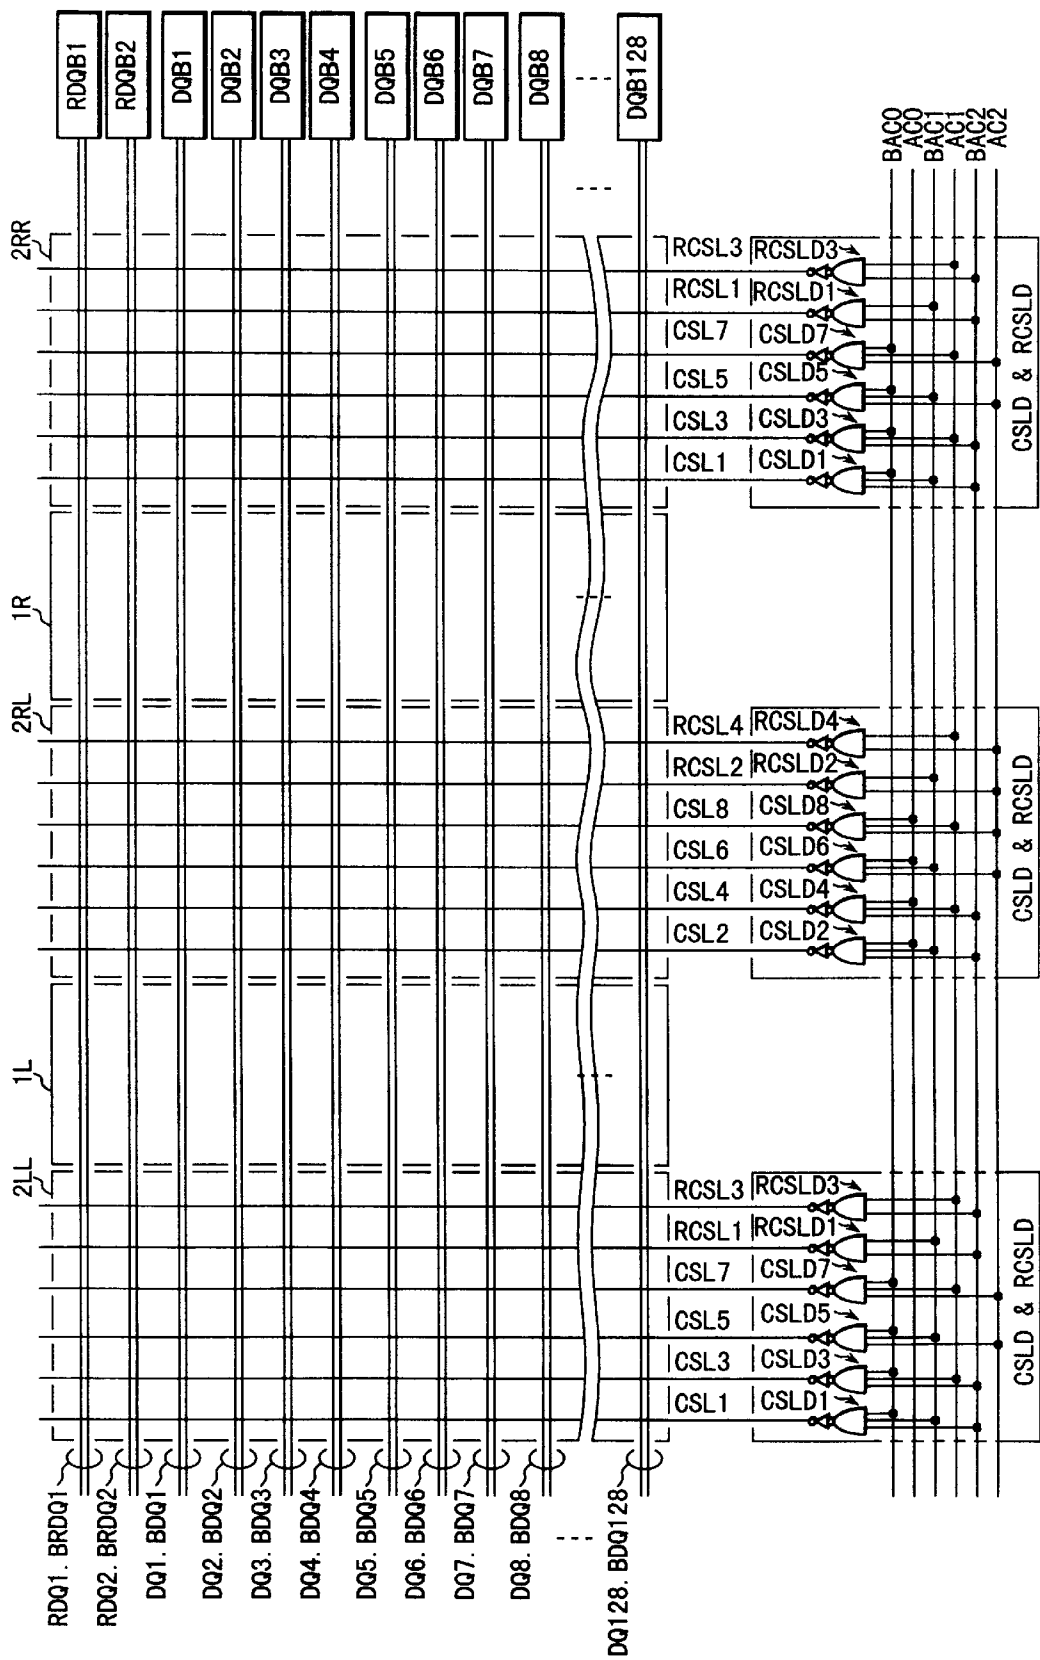 RDQB1
RDQB2
DQB1
DQB2
DQB3
DQB4
DQB5
DQB6
DQB7
DQB8
DQB128
2RR
1R
2RL
1L
2LL
RDQ1. BRDQ1
RDQ2. BRDQ2
DQ1. BDQ1
DQ2. BDQ2
DQ3. BDQ3
DQ4. BDQ4
DQ5. BDQ5
DQ6. BDQ6
DQ7. BDQ7
DQ8. BDQ8
DQ128. BDQ128
BAC0
AC0
BAC1
AC1
BAC2
AC2
RCSL3 RCSLD3
RCSL1 RCSLD1
CSL7 CSLD7
CSL5 CSLD5
CSL3 CSLD3
CSL1 CSLD1
CSLD & RCSLD
RCSL4 RCSLD4
RCSL2 RCSLD2
CSL8 CSLD8
CSL6 CSLD6
CSL4 CSLD4
CSL2 CSLD2
CSLD & RCSLD
RCSL3 RCSLD3
RCSL1 RCSLD1
CSL7 CSLD7
CSL5 CSLD5
CSL3 CSLD3
CSL1 CSLD1
CSLD & RCSLD